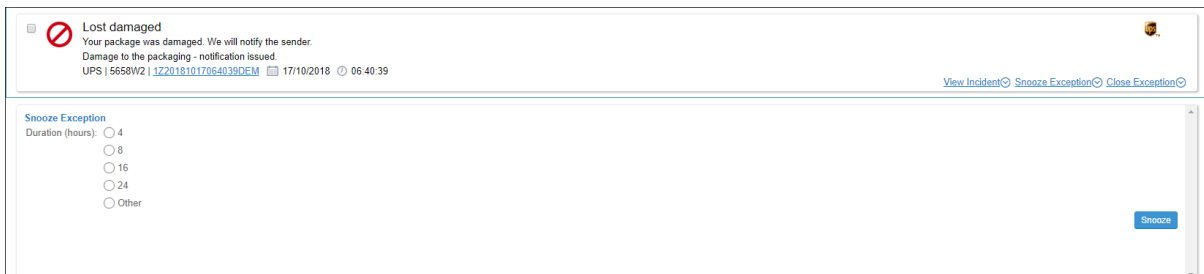 Lost damaged
Your package was damaged. We will notify the sender.
Damage to the packaging - notification issued.
UPS | 5658W2 | 1Z20181017064039DEM 17/10/2018 06:40:39
ups
View Incident Snooze Exception Close Exception
Snooze Exception
Duration (hours): 4
8
16
24
Other
Snooze